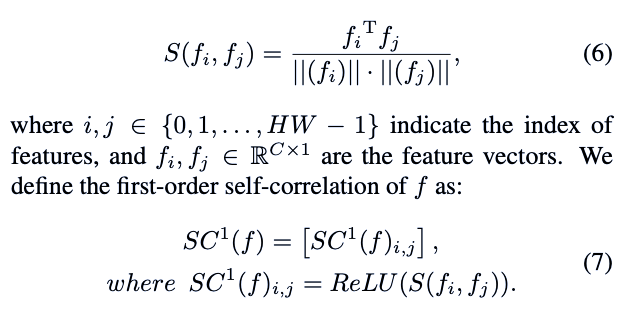 S(f_i, f_j) = \frac{f_i^T f_j}{||(f_i)|| \cdot ||(f_j)||}, (6)
where i, j ∈ {0, 1, . . . , HW − 1} indicate the index of
features, and f_i, f_j ∈ ℝ^{C×1} are the feature vectors. We
define the first-order self-correlation of f as:
SC^1(f) = [SC^1(f)_{i,j}] ,
(7)
where SC^1(f)_{i,j} = ReLU(S(f_i, f_j)).